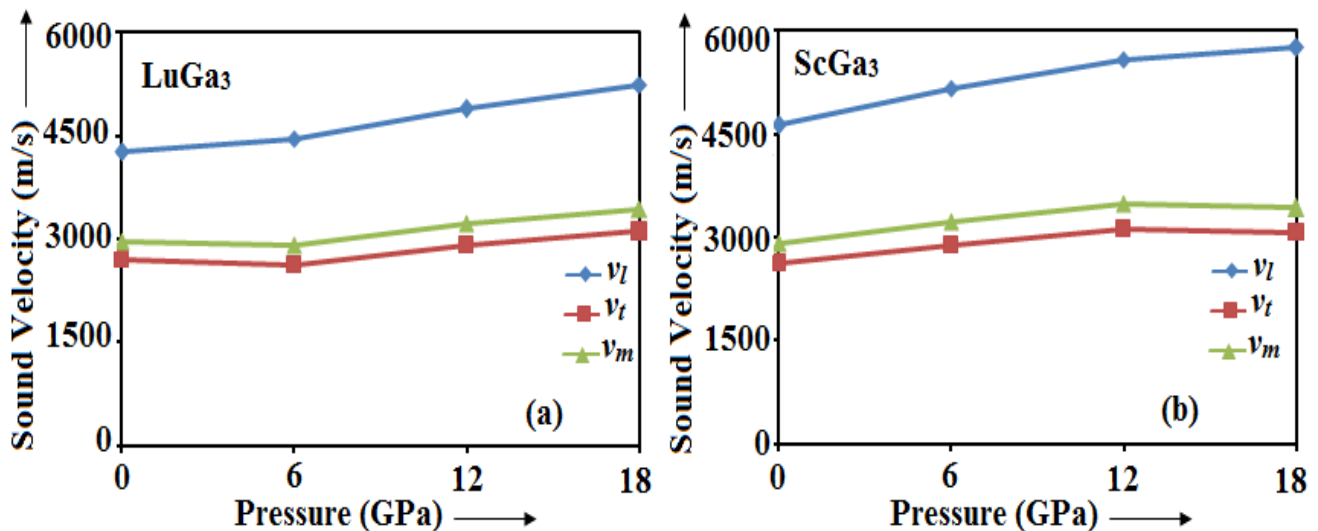 6000
4500
3000
1500
0
Sound Velocity (m/s)
LuGa3
vl
vt
vm
(a)
0 6 12 18
Pressure (GPa)
6000
4500
3000
1500
0
Sound Velocity (m/s)
ScGa3
vl
vt
vm
(b)
0 6 12 18
Pressure (GPa)